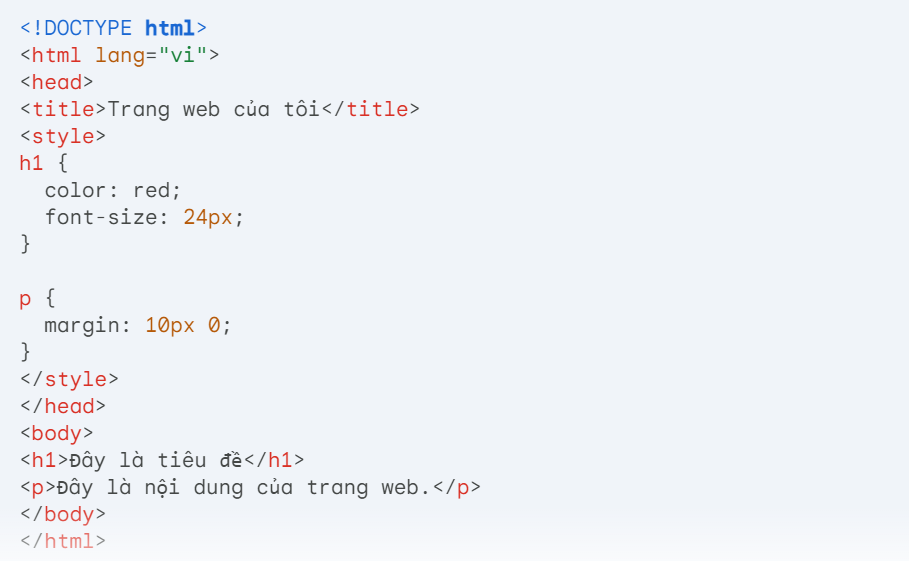 <!DOCTYPE html>
<html lang="vi">
<head>
<title>Trang web của tôi</title>
<style>
h1 {
  color: red;
  font-size: 24px;
}

p {
  margin: 10px 0;
}
</style>
</head>
<body>
<h1>Đây là tiêu đề</h1>
<p>Đây là nội dung của trang web.</p>
</body>
</html>